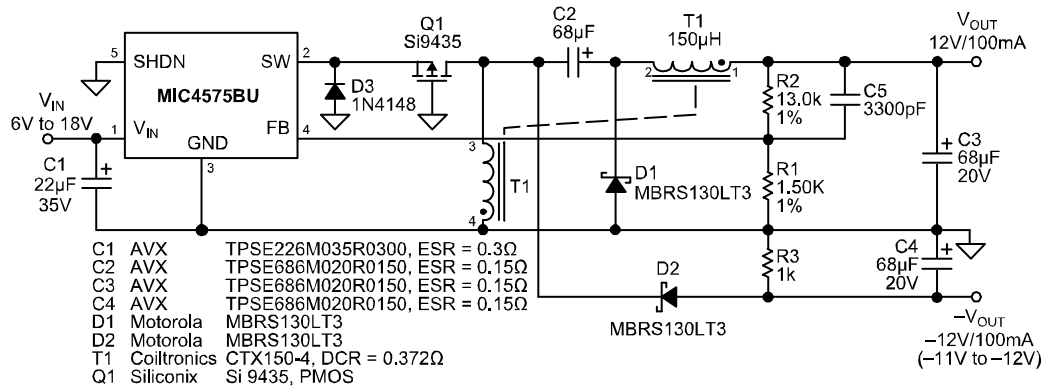 Q1
Si9435
C2
68µF
+
T1
150µH
VOUT
12V/100mA
5
SHDN
SW
2
MIC4575BU
D3
1N4148
2
1
R2
13.0k
1%
C5
3300pF
VIN
6V to 18V
1
VIN
FB
4
GND
3
C1
22µF
35V
+
3
T1
4
D1
MBRS130LT3
R1
1.50K
1%
+
C3
68µF
20V
R3
1k
C4
68µF
20V
+
D2
MBRS130LT3
–VOUT
–12V/100mA
(–11V to –12V)
C1 AVX TPSE226M035R0300, ESR = 0.3Ω
C2 AVX TPSE686M020R0150, ESR = 0.15Ω
C3 AVX TPSE686M020R0150, ESR = 0.15Ω
C4 AVX TPSE686M020R0150, ESR = 0.15Ω
D1 Motorola MBRS130LT3
D2 Motorola MBRS130LT3
T1 Coiltronics CTX150-4, DCR = 0.372Ω
Q1 Siliconix Si 9435, PMOS